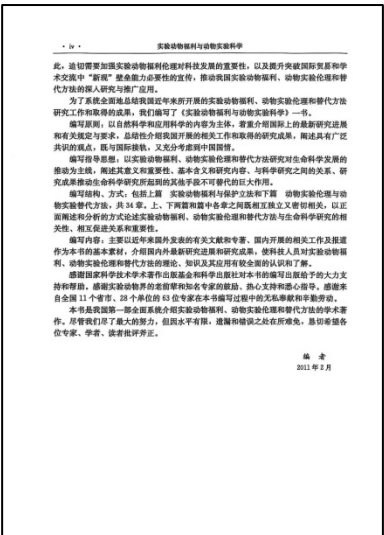 · iv · 实验动物福利与动物实验科学
此，迫切需要加强实验动物福利伦理对科技发展的重要性，以及提升突破国际贸易和学
术交流中“新观”壁垒能力必要性的宣传，推动我国实验动物福利、动物实验伦理和替
代方法的深入研究与推广应用。
为了系统全面地总结我国近年来所开展的实验动物福利、动物实验伦理和替代方法
研究工作和取得的成果，我们编写了《实验动物福利与动物实验科学》一书。
编写原则：以自然科学和应用科学的内容为主体，着重介绍国际上的最新研究进展
和有关规定与要求，总结性介绍我国开展的相关工作和取得的研究成果，阐述具有广泛
共识的观点，既与国际接轨，又充分考虑到中国国情。
编写指导思想：以实验动物福利、动物实验伦理和替代方法研究对生命科学发展的
推动为主线，阐述其意义和重要性、基本含义和研究内容、与科学研究之间的关系、研
究成果推动生命科学研究所起到的其他手段不可替代的巨大作用。
编写结构、方式：包括上篇 实验动物福利与保护立法和下篇 动物实验伦理与动
物实验替代方法，共 34 章。上、下两篇和篇中各章之间既相互独立又密切相关，以正
面阐述和分析的方式论述实验动物福利、动物实验伦理和替代方法与生命科学研究的相
关性、相互促进关系和重要性。
编写内容：主要以近年来国外发表的有关文献和专著、国内开展的相关工作及报道
作为本书的基本素材，介绍国内外最新研究进展和研究成果，使科技人员对实验动物福
利、动物实验伦理和替代方法的理论、知识及其应用有较全面的认识和了解。
感谢国家科学技术学术著作出版基金和科学出版社对本书的编写出版给予的大力支
持和帮助。感谢实验动物界的老前辈和知名专家的鼓励、热心支持和悉心指导。感谢来
自全国 11 个省市、28 个单位的 63 位专家在本书编写过程中的无私奉献和辛勤劳动。
本书是我国第一部全面系统介绍实验动物福利、动物实验伦理和替代方法的学术著
作。尽管我们尽了最大的努力，但因水平有限，遗漏和错误之处在所难免，恳切希望各
位专家、学者、读者批评斧正。
编 者
2011 年 2 月